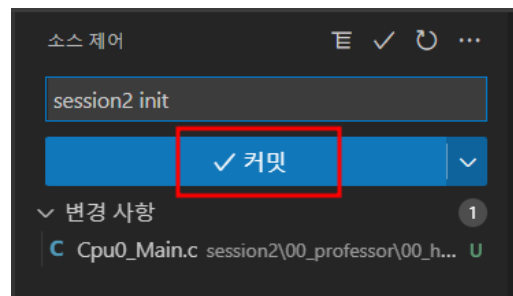 소스 제어
session2 init
커밋
변경 사항 1
C Cpu0_Main.c session2\00_professor\00_h... U